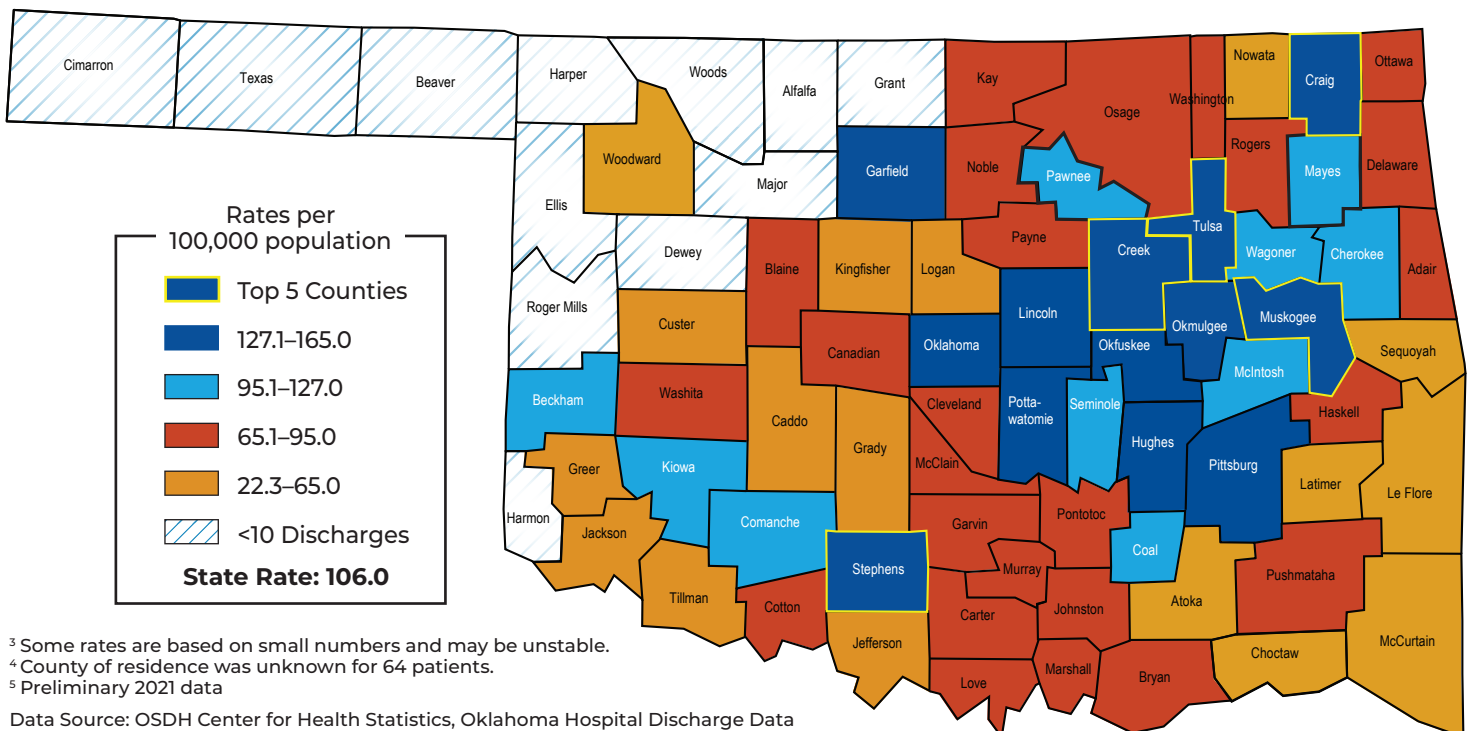 Cimarron
Texas
Beaver
Harper
Woods
Alfalfa
Grant
Kay
Osage
Washington
Nowata
Craig
Ottawa
Woodward
Garfield
Noble
Pawnee
Rogers
Mayes
Delaware
Ellis
Major
Dewey
Blaine
Kingfisher
Logan
Payne
Creek
Tulsa
Wagoner
Cherokee
Adair
Roger Mills
Custer
Canadian
Oklahoma
Lincoln
Okfuskee
Okmulgee
Muskogee
Sequoyah
Beckham
Washita
Caddo
Grady
Cleveland
McClain
Potta-
watomie
Seminole
Hughes
McIntosh
Haskell
Pittsburg
Latimer
Le Flore
Greer
Kiowa
Harmon
Jackson
Comanche
Stephens
Garvin
Pontotoc
Murray
Coal
Tillman
Cotton
Jefferson
Carter
Johnston
Atoka
Pushmataha
Love
Marshall
Bryan
Choctaw
McCurtain
Rates per
100,000 population
Top 5 Counties
127.1–165.0
95.1–127.0
65.1–95.0
22.3–65.0
<10 Discharges
State Rate: 106.0
3 Some rates are based on small numbers and may be unstable.
4 County of residence was unknown for 64 patients.
5 Preliminary 2021 data
Data Source: OSDH Center for Health Statistics, Oklahoma Hospital Discharge Data